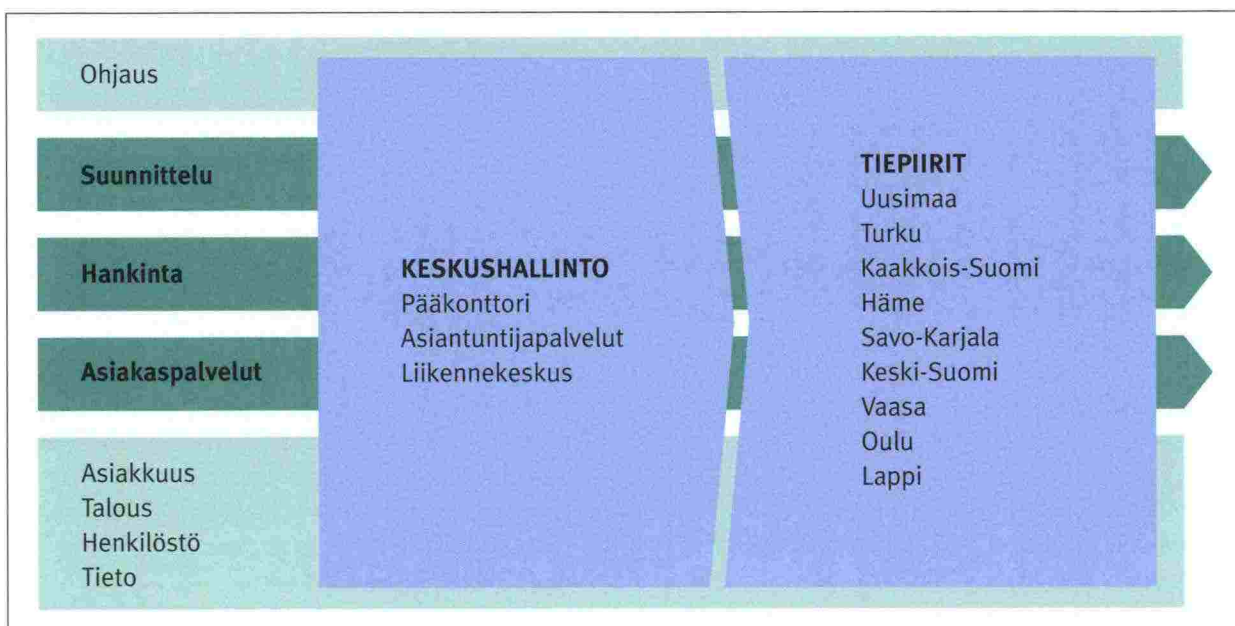 Ohjaus
Suunnittelu
Hankinta
Asiakaspalvelut
Asiakkuus
Talous
Henkilöstö
Tieto
KESKUSHALLINTO
Pääkonttori
Asiantuntijapalvelut
Liikennekeskus
TIEPIIRIT
Uusimaa
Turku
Kaakkois-Suomi
Häme
Savo-Karjala
Keski-Suomi
Vaasa
Oulu
Lappi